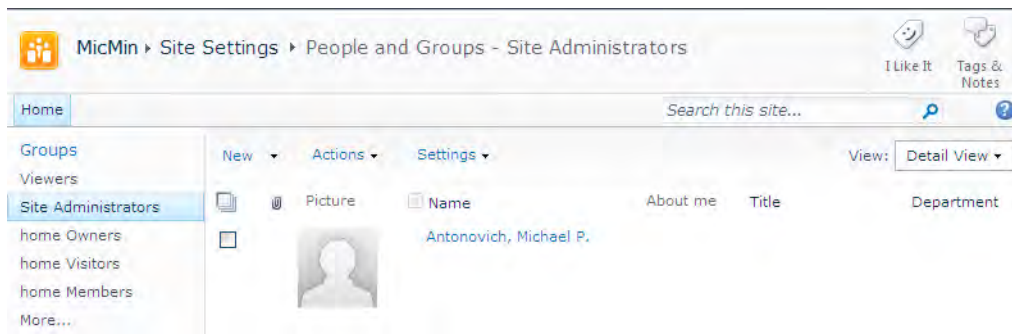 MicMin ▸ Site Settings ▸ People and Groups - Site Administrators
I Like It
Tags & Notes
Home
Search this site...
Groups
Viewers
Site Administrators
home Owners
home Visitors
home Members
More...
New Actions Settings View: Detail View
Picture Name About me Title Department
Antonovich, Michael P.